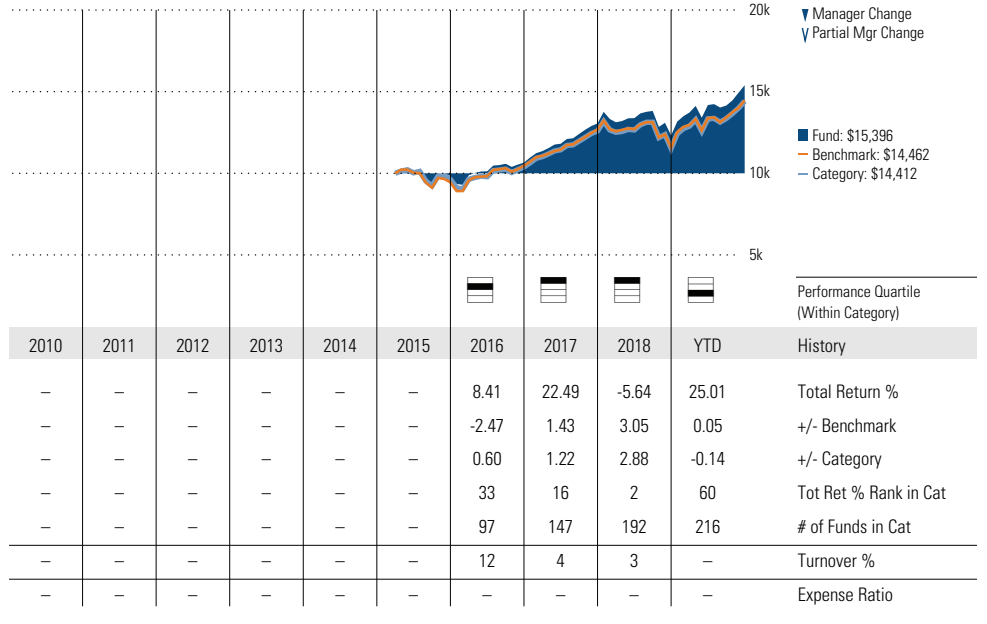 20k
▼ Manager Change
Partial Mgr Change
15k
Fund: $15,396
Benchmark: $14,462
10k
Category: $14,412
5k
Performance Quartile
(Within Category)
2010 2011 2012 2013 2014 2015 2016 2017 2018 YTD History
– – – – – – 8.41 22.49 -5.64 25.01 Total Return %
– – – – – – -2.47 1.43 3.05 0.05 +/- Benchmark
– – – – – – 0.60 1.22 2.88 -0.14 +/- Category
– – – – – – 33 16 2 60 Tot Ret % Rank in Cat
– – – – – – 97 147 192 216 # of Funds in Cat
– – – – – – 12 4 3 – Turnover %
– – – – – – – – – – Expense Ratio